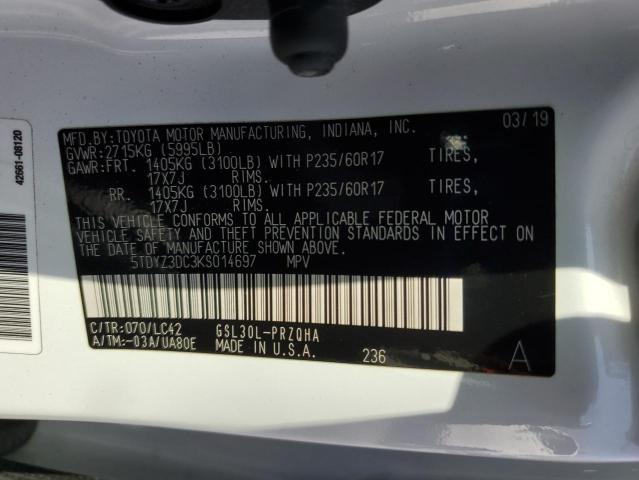 42661-08120
MFD.BY:TOYOTA MOTOR MANUFACTURING, INDIANA, INC. 03/19
GVWR:2715KG (5995LB)
GAWR:FRT. 1405KG (3100LB) WITH P235/60R17 TIRES,
17X7J RIMS.
RR. 1405KG (3100LB) WITH P235/60R17 TIRES,
17X7J RIMS.
THIS VEHICLE CONFORMS TO ALL APPLICABLE FEDERAL MOTOR
VEHICLE SAFETY AND THEFT PREVENTION STANDARDS IN EFFECT ON
THE DATE OF MANUFACTURE SHOWN ABOVE.
5TDYZ3DC3KS014697 MPV
C/TR:070/LC42 GSL30L-PRZQHA
A/TM:-03A/UA80E MADE IN U.S.A. 236 A